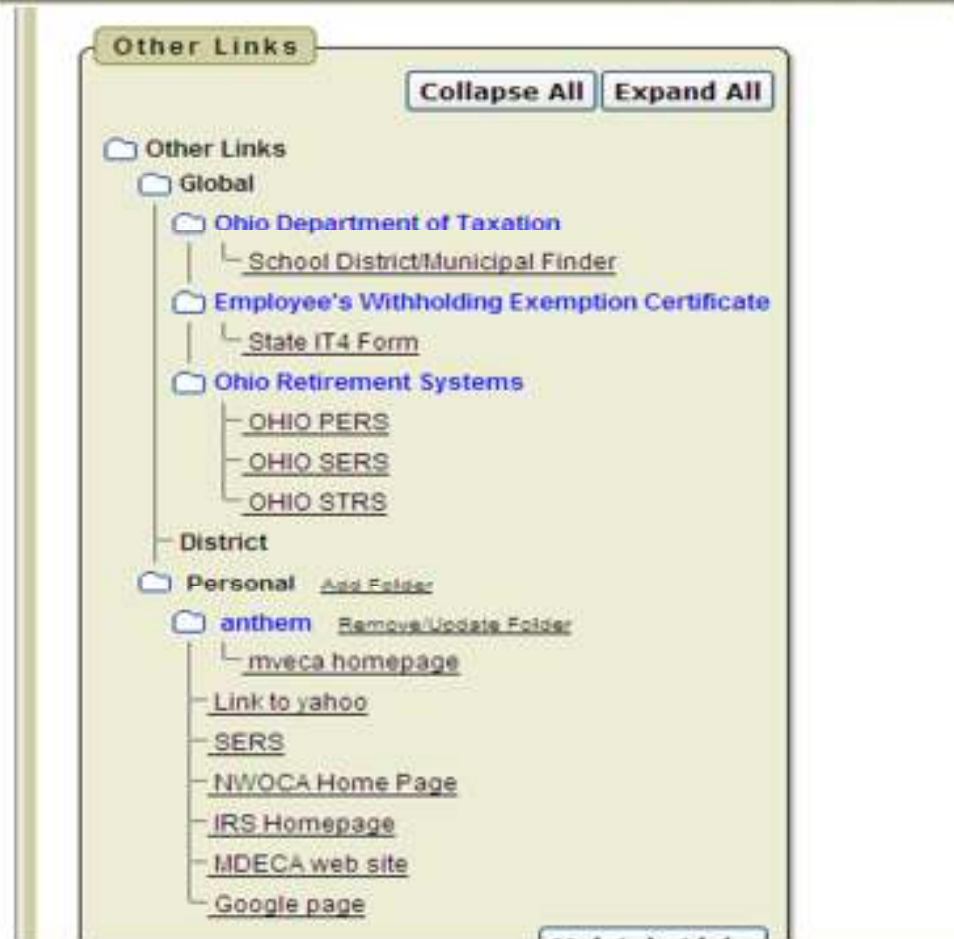 Other Links
Collapse All Expand All
Other Links
Global
Ohio Department of Taxation
School District/Municipal Finder
Employee's Withholding Exemption Certificate
State IT4 Form
Ohio Retirement Systems
OHIO PERS
OHIO SERS
OHIO STRS
District
Personal Add Folder
anthem Remove/Update Folder
mveca homepage
Link to yahoo
SERS
NWOCA Home Page
IRS Homepage
MDECA web site
Google page